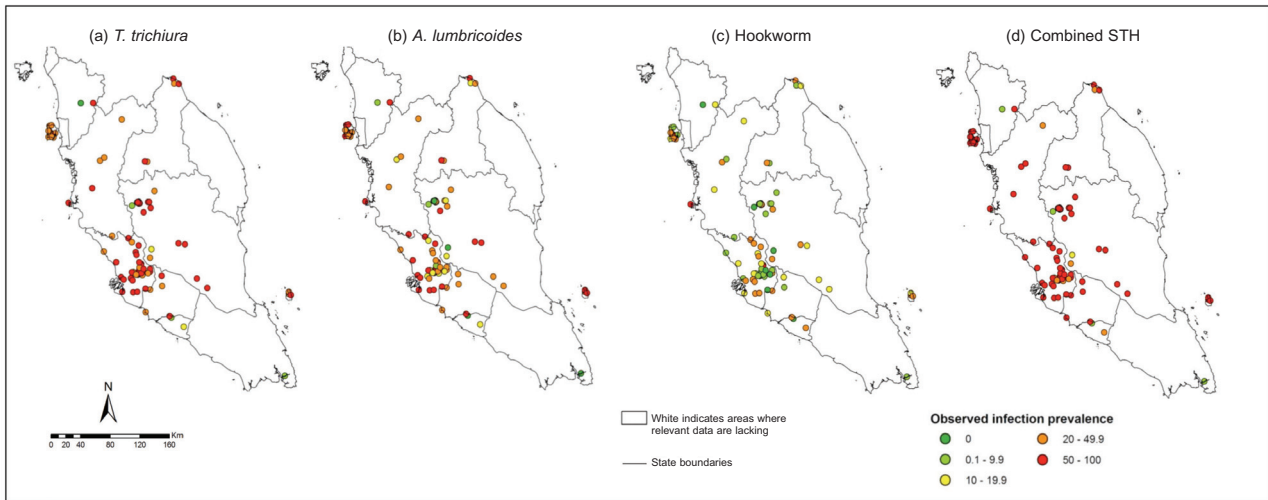 (a) T. trichiura
(b) A. lumbricoides
(c) Hookworm
(d) Combined STH
N
Km
0 10 20 40 80 120 160
White indicates areas where
relevant data are lacking
State boundaries
Observed infection prevalence
0
0.1 - 9.9
10 - 19.9
20 - 49.9
50 - 100